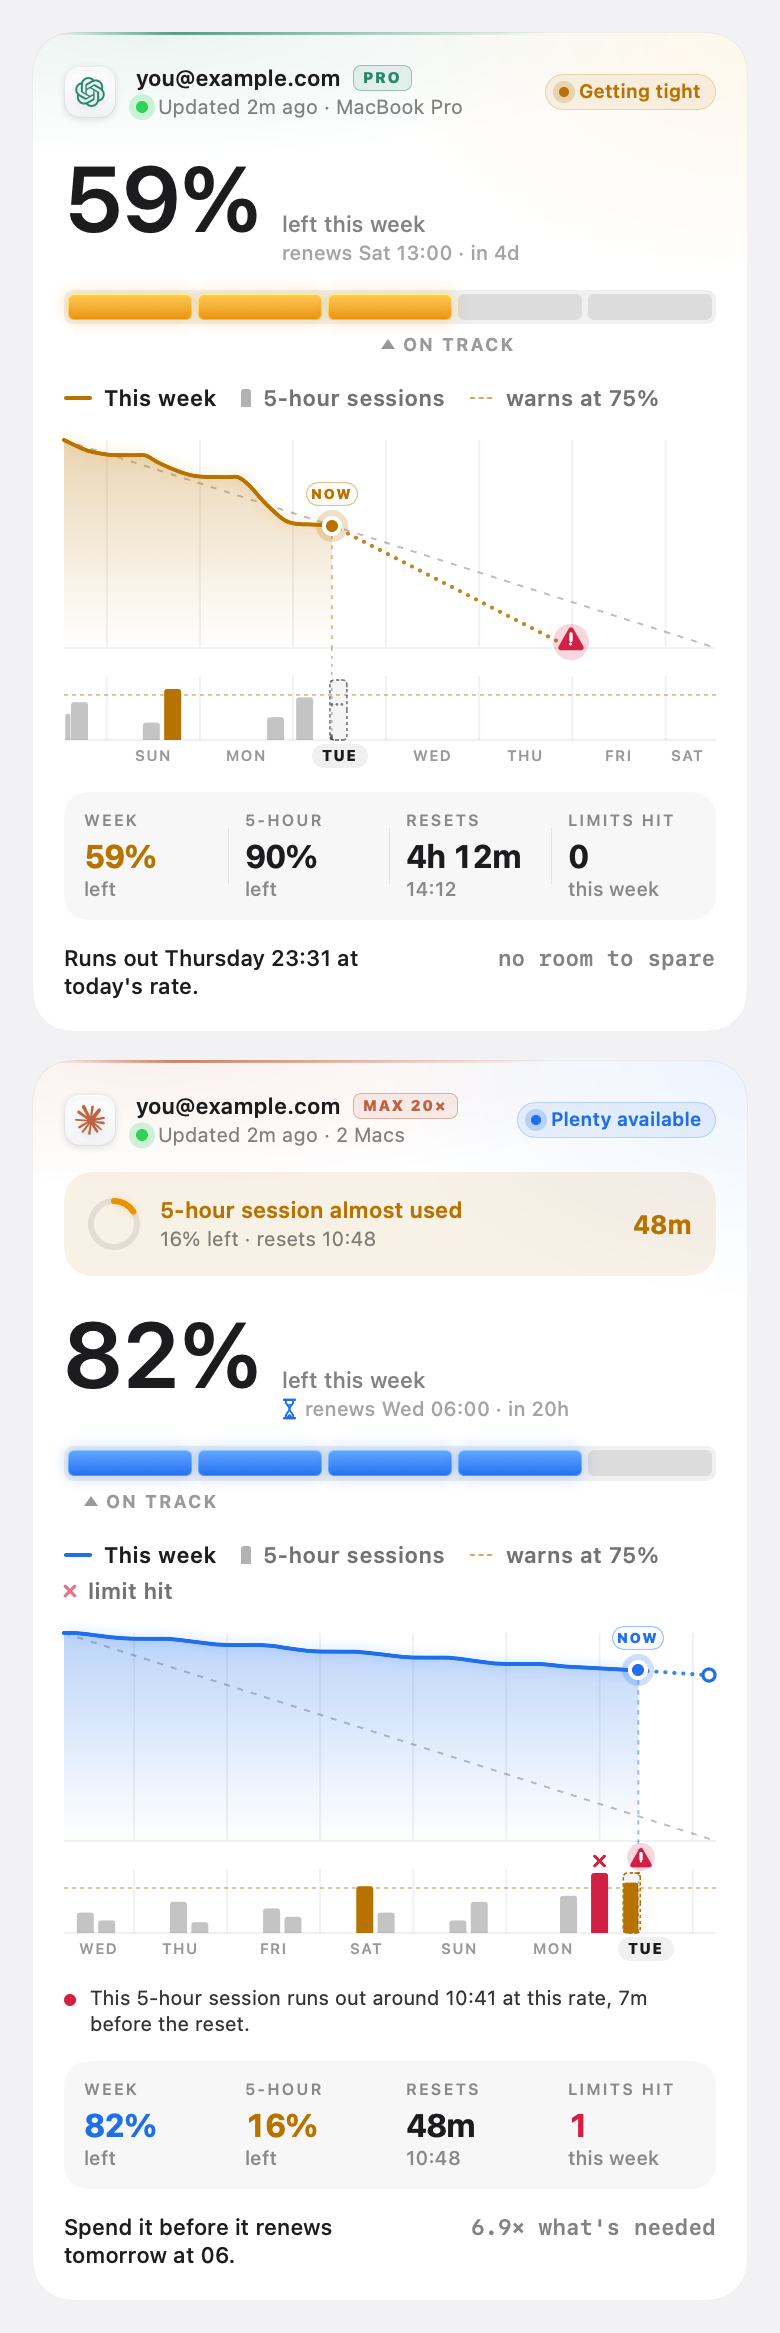 you@example.com PRO
Updated 2m ago · MacBook Pro
Getting tight
59%
left this week
renews Sat 13:00 · in 4d
ON TRACK
This week 5-hour sessions warns at 75%
NOW
SUN MON TUE WED THU FRI SAT
WEEK 5-HOUR RESETS LIMITS HIT
59% 90% 4h 12m 0
left left 14:12 this week
Runs out Thursday 23:31 at
today's rate.
no room to spare
you@example.com MAX 20×
Updated 2m ago · 2 Macs
Plenty available
5-hour session almost used
16% left · resets 10:48
48m
82%
left this week
renews Wed 06:00 · in 20h
ON TRACK
This week 5-hour sessions warns at 75%
limit hit
NOW
WED THU FRI SAT SUN MON TUE
This 5-hour session runs out around 10:41 at this rate, 7m
before the reset.
WEEK 5-HOUR RESETS LIMITS HIT
82% 16% 48m 1
left left 10:48 this week
Spend it before it renews
tomorrow at 06.
6.9× what's needed